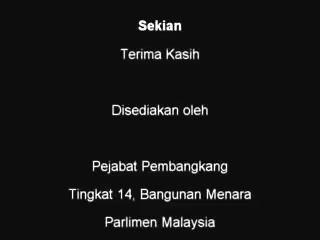 Sekian
Terima Kasih
Disediakan oleh
Pejabat Pembangkang
Tingkat 14, Bangunan Menara
Parlimen Malaysia